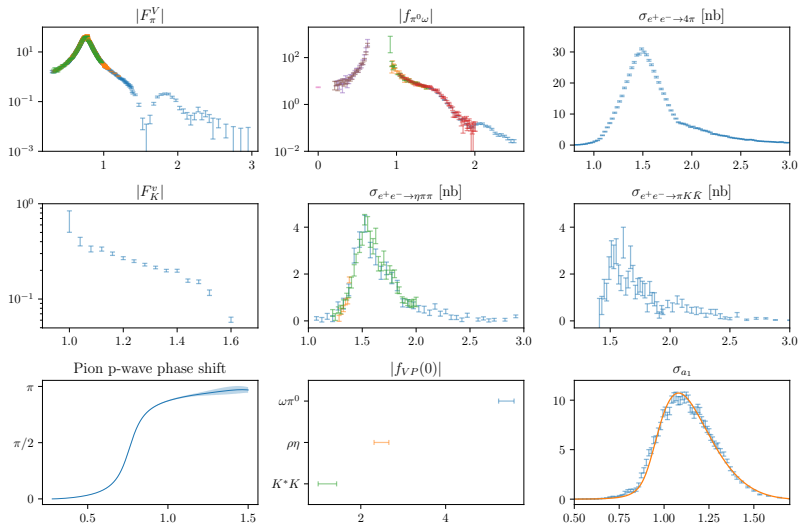 |F_π^V|
10^1
10^{-1}
10^{-3}
1 2 3
|f_{π^0ω}|
10^2
10^0
10^{-2}
0 1 2
σ_{e^+e^-→4π} [nb]
30
20
10
0
1.0 1.5 2.0 2.5 3.0
|F_K^v|
10^0
10^{-1}
1.0 1.2 1.4 1.6
σ_{e^+e^-→ηππ} [nb]
4
2
0
1.0 1.5 2.0 2.5 3.0
σ_{e^+e^-→πKK̄} [nb]
4
2
0
1.5 2.0 2.5 3.0
Pion p-wave phase shift
π
π/2
0
0.5 1.0 1.5
|f_{VP}(0)|
ωπ^0
ρη
K^*K
2 4
σ_{a_1}
10
5
0
0.50 0.75 1.00 1.25 1.50